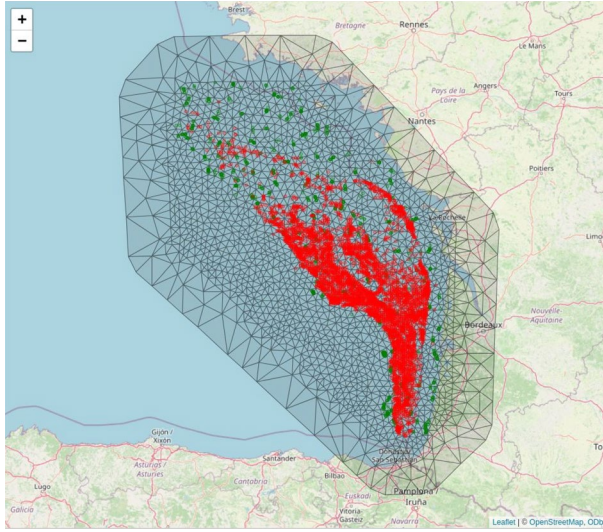 +
−
Brest
Bretagne
Rennes
Le Mans
Angers
Pays de la
Loire
Tours
Nantes
Poitiers
La Rochelle
Limo
Nouvelle
Aquitaine
Bordeaux
Gijón /
Xixón
Santander
Bilbao
San Sebastián
Asturias /
Asturies
Cantabria
Euskadi
Lugo
Galicia
Vitoria-
Gasteiz
Pamplona /
Iruña
Navarra
To
Leaflet | © OpenStreetMap, ODb